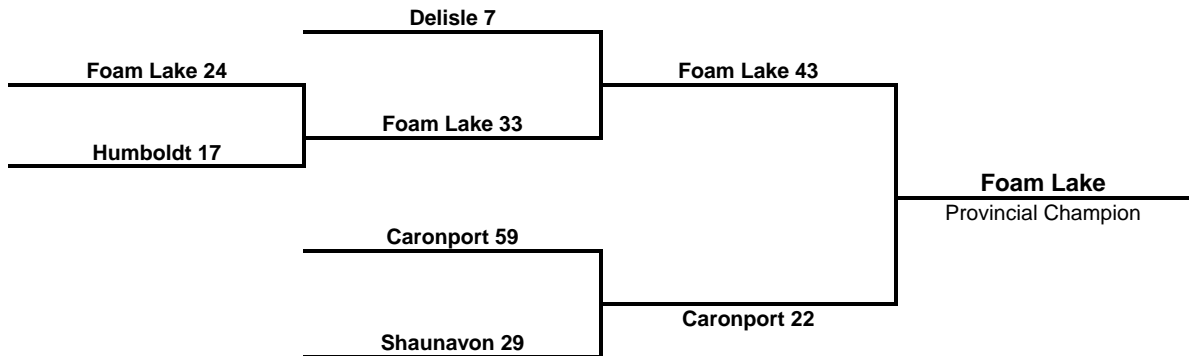 Delisle 7
Foam Lake 24
Foam Lake 43
Foam Lake 33
Humboldt 17
Foam Lake
Provincial Champion
Caronport 59
Caronport 22
Shaunavon 29